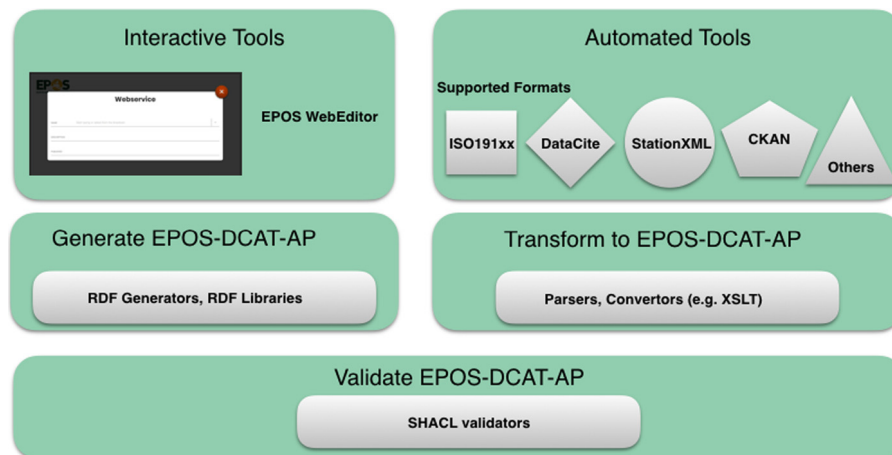 Interactive Tools
EPOS
Webservice
EPOS WebEditor
Automated Tools
Supported Formats
ISO191xx
DataCite
StationXML
CKAN
Others
Generate EPOS-DCAT-AP
RDF Generators, RDF Libraries
Transform to EPOS-DCAT-AP
Parsers, Convertors (e.g. XSLT)
Validate EPOS-DCAT-AP
SHACL validators